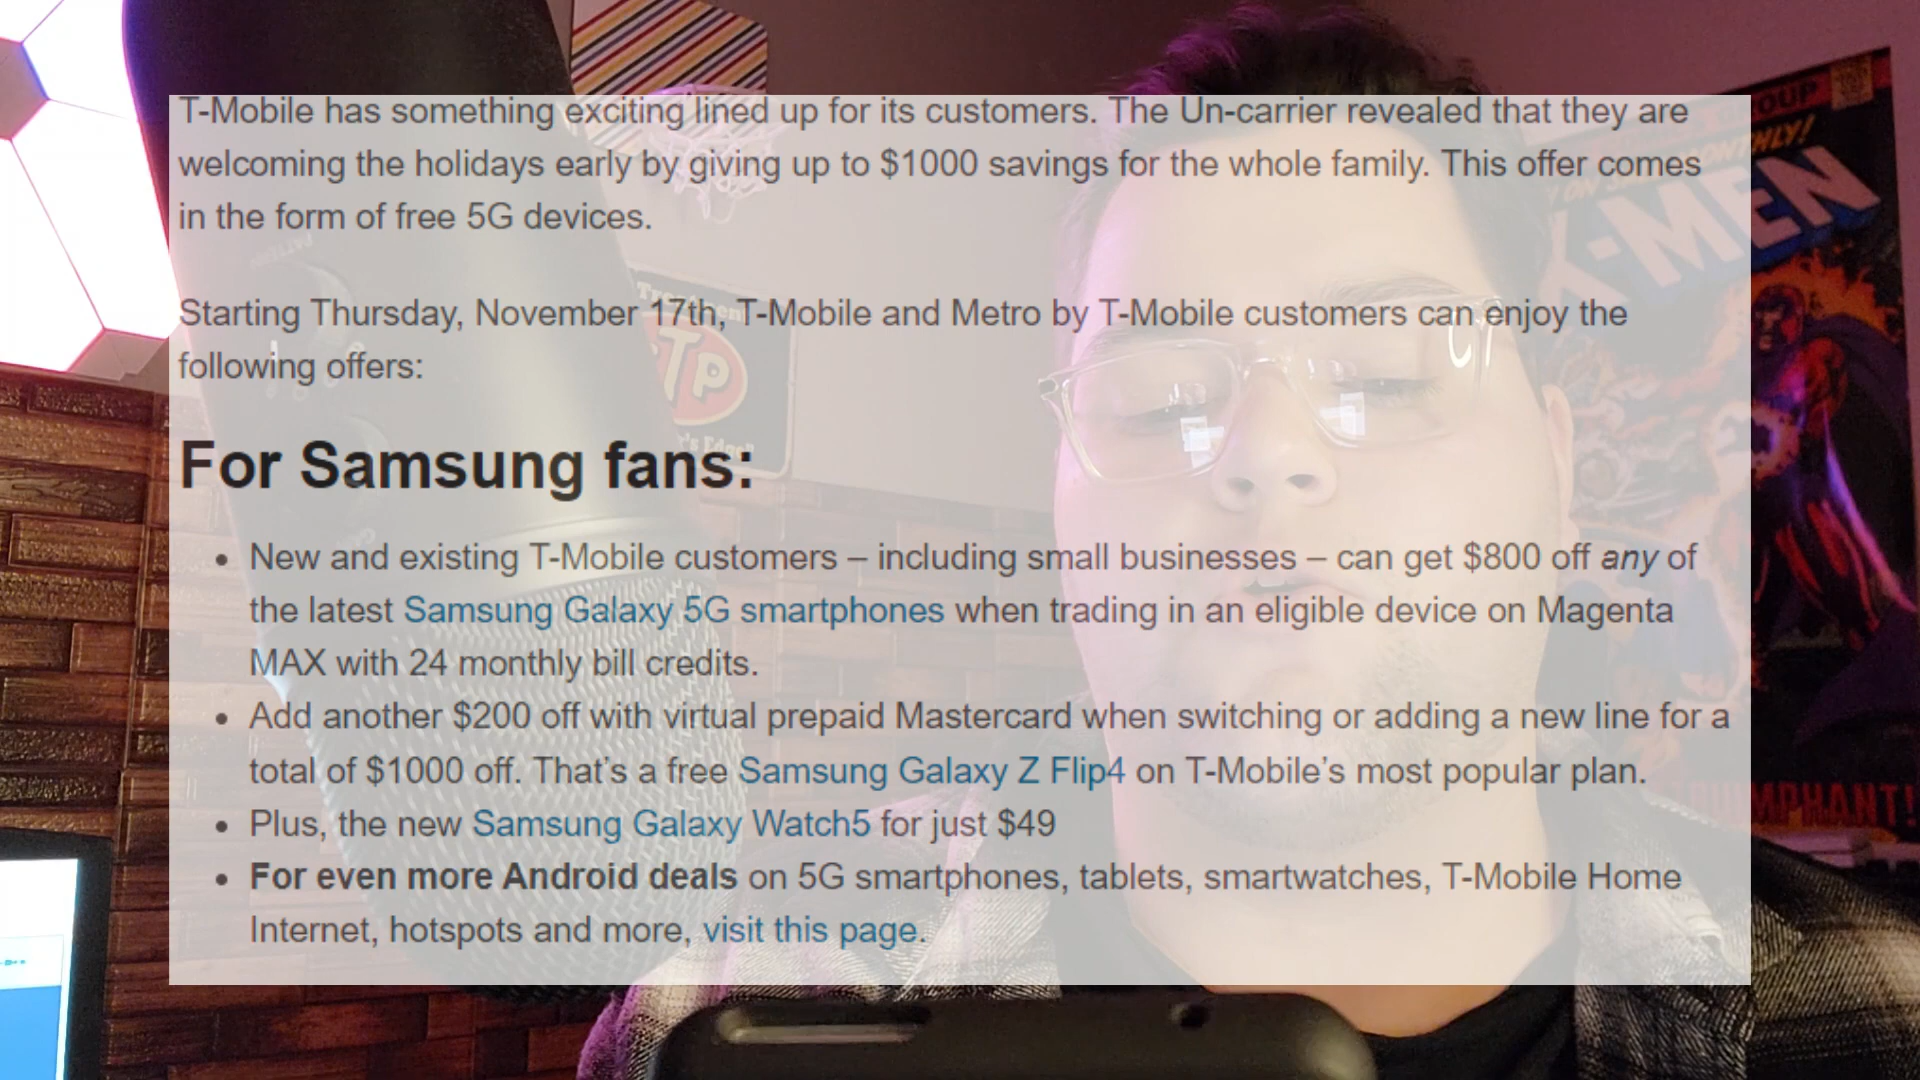 T-Mobile has something exciting lined up for its customers. The Un-carrier revealed that they are
welcoming the holidays early by giving up to $1000 savings for the whole family. This offer comes
in the form of free 5G devices.
Starting Thursday, November 17th, T-Mobile and Metro by T-Mobile customers can enjoy the
following offers:
For Samsung fans:
• New and existing T-Mobile customers – including small businesses – can get $800 off any of
the latest Samsung Galaxy 5G smartphones when trading in an eligible device on Magenta
MAX with 24 monthly bill credits.
• Add another $200 off with virtual prepaid Mastercard when switching or adding a new line for a
total of $1000 off. That's a free Samsung Galaxy Z Flip4 on T-Mobile's most popular plan.
• Plus, the new Samsung Galaxy Watch5 for just $49
• For even more Android deals on 5G smartphones, tablets, smartwatches, T-Mobile Home
Internet, hotspots and more, visit this page.
STP
MONTHLY!
X-MEN